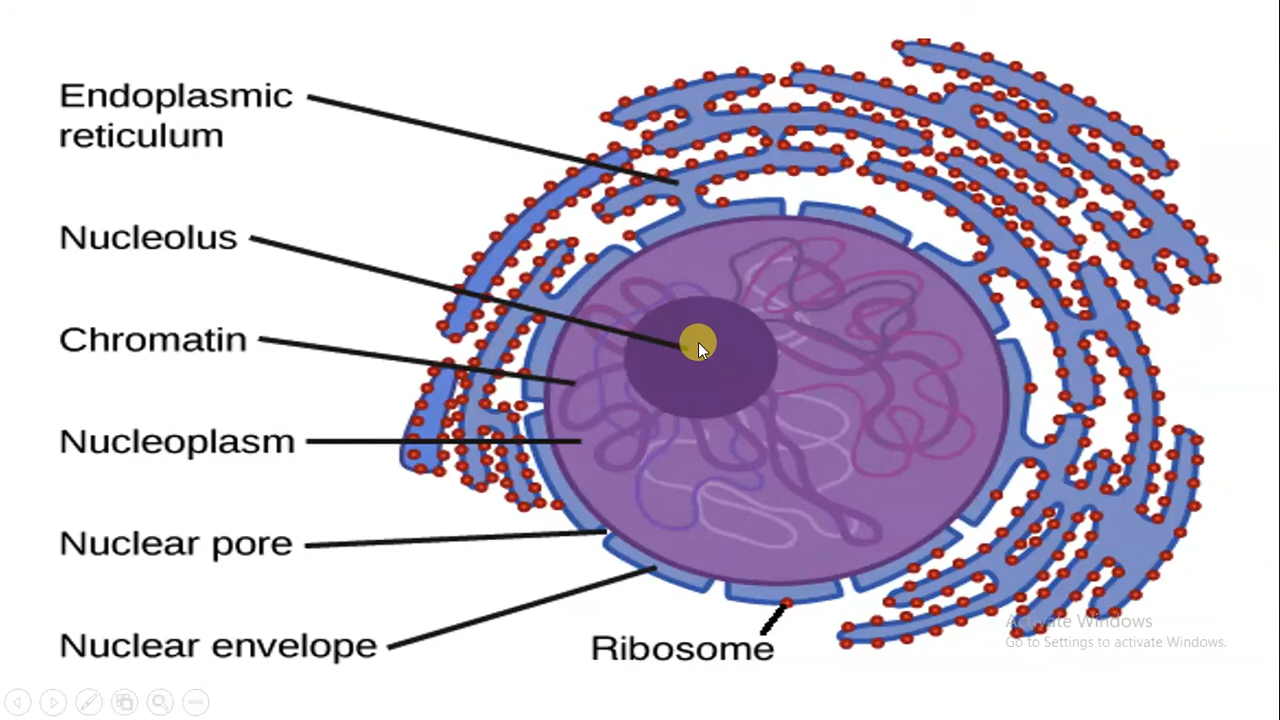 Endoplasmic
reticulum
Nucleolus
Chromatin
Nucleoplasm
Nuclear pore
Nuclear envelope
Ribosome
Activate Windows
Go to Settings to activate Windows.